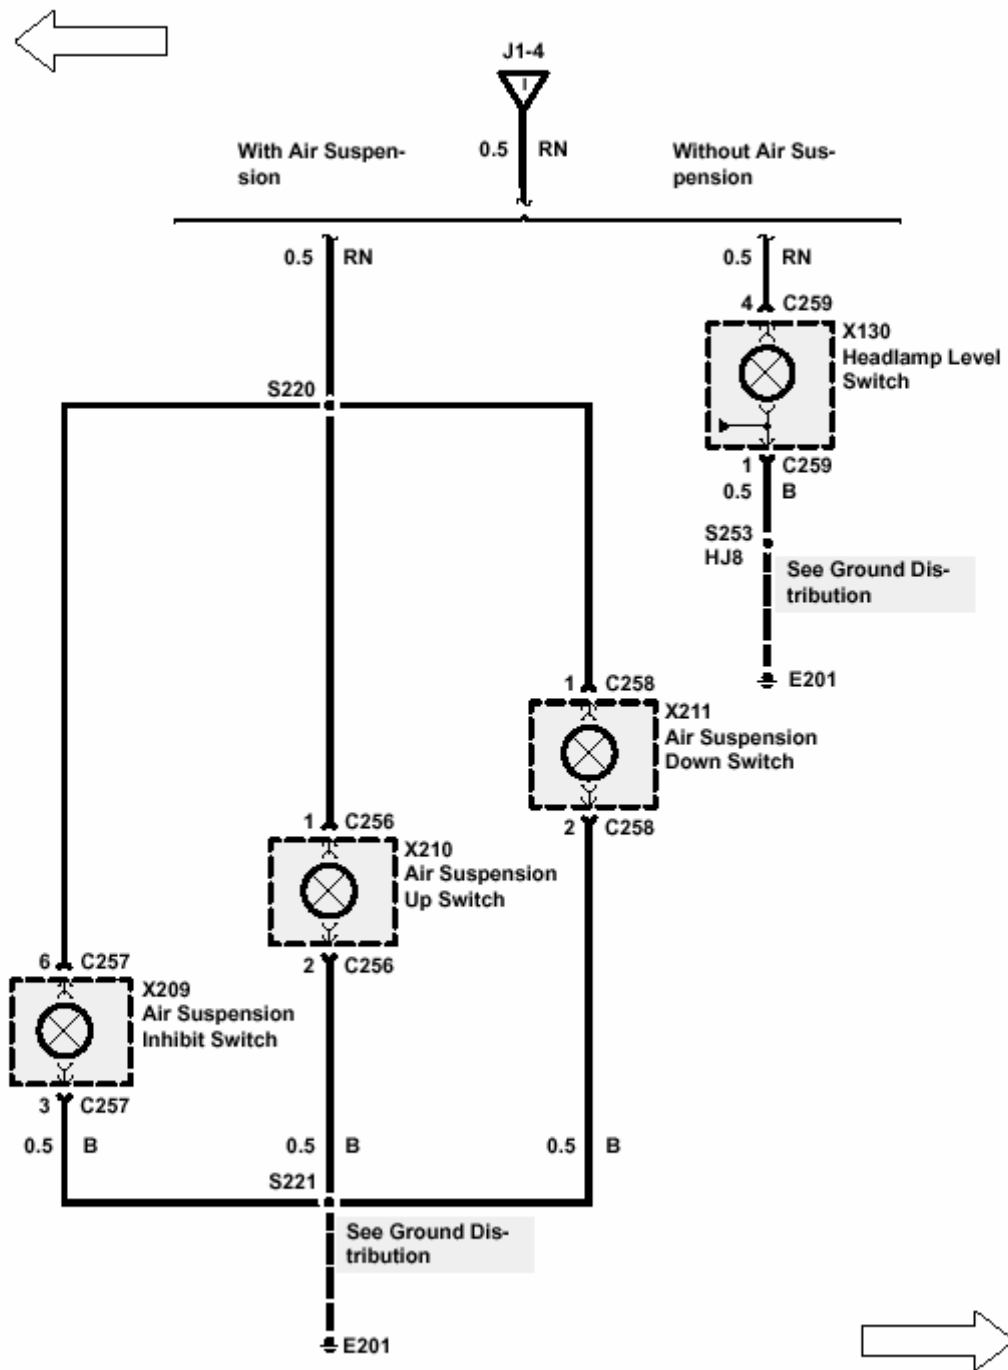 J1-4
I
0.5 RN
With Air Suspen-
sion
Without Air Sus-
pension
0.5 RN
0.5 RN
4 C259
X130
Headlamp Level
Switch
S220
1 C259
0.5 B
S253
HJ8
See Ground Dis-
tribution
E201
1 C258
X211
Air Suspension
Down Switch
2 C258
1 C256
X210
Air Suspension
Up Switch
2 C256
6 C257
X209
Air Suspension
Inhibit Switch
3 C257
0.5 B
0.5 B
0.5 B
S221
See Ground Dis-
tribution
E201